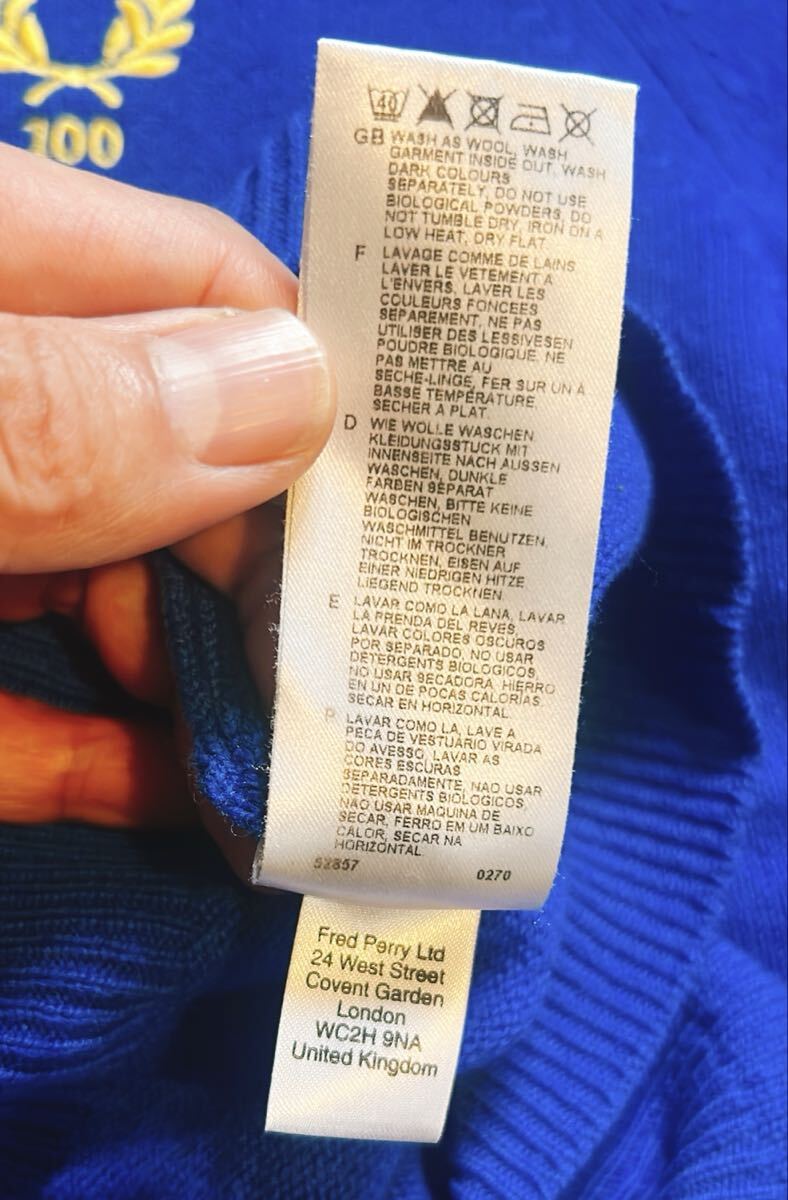 100
40
GB WASH AS WOOL, WASH
GARMENT INSIDE OUT, WASH
DARK COLOURS
SEPARATELY, DO NOT USE
BIOLOGICAL POWDERS, DO
NOT TUMBLE DRY, IRON ON A
LOW HEAT, DRY FLAT.
F LAVAGE COMME DE LAINS,
LAVER LE VETEMENT A
L'ENVERS, LAVER LES
COULEURS FONCEES
SEPAREMENT, NE PAS
UTILISER DES LESSIVESEN
POUDRE BIOLOGIQUE. NE
PAS METTRE AU
SECHE-LINGE, FER SUR UN A
BASSE TEMPÉRATURE,
SECHER A PLAT.
D WIE WOLLE WASCHEN.
KLEIDUNGSSTUCK MIT
INNENSEITE NACH AUSSEN
WASCHEN, DUNKLE
FARBEN SEPARAT
WASCHEN, BITTE KEINE
BIOLOGISCHEN
WASCHMITTEL BENUTZEN,
NICHT IM TROCKNER
TROCKNEN, EISEN AUF
EINER NIEDRIGEN HITZE
LIEGEND TROCKNEN.
E LAVAR COMO LA LANA, LAVAR
LA PRENDA DEL REVES,
LAVAR COLORES OSCUROS
POR SEPARADO, NO USAR
DETERGENTS BIOLOGICOS,
NO USAR SECADORA, HIERRO
EN UN DE POCAS CALORÍAS,
SECAR EN HORIZONTAL.
P LAVAR COMO LA, LAVE A
PECA DE VESTUÁRIO VIRADA
DO AVESSO, LAVAR AS
CORES ESCURAS
SEPARADAMENTE, NAO USAR
DETERGENTS BIOLOGICOS,
NÃO USAR MAQUINA DE
SECAR, FERRO EM UM BAIXO
CALOR, SECAR NA
HORIZONTAL.
52857 0270
Fred Perry Ltd
24 West Street
Covent Garden
London
WC2H 9NA
United Kingdom